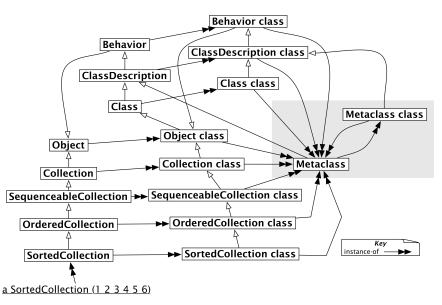 Behavior class
Behavior
ClassDescription class
ClassDescription
Class class
Class
Metaclass class
Object class
Object
Collection class
Metaclass
Collection
SequenceableCollection class
SequenceableCollection
OrderedCollection class
OrderedCollection
Key
instance-of
SortedCollection class
SortedCollection
a SortedCollection (1 2 3 4 5 6)